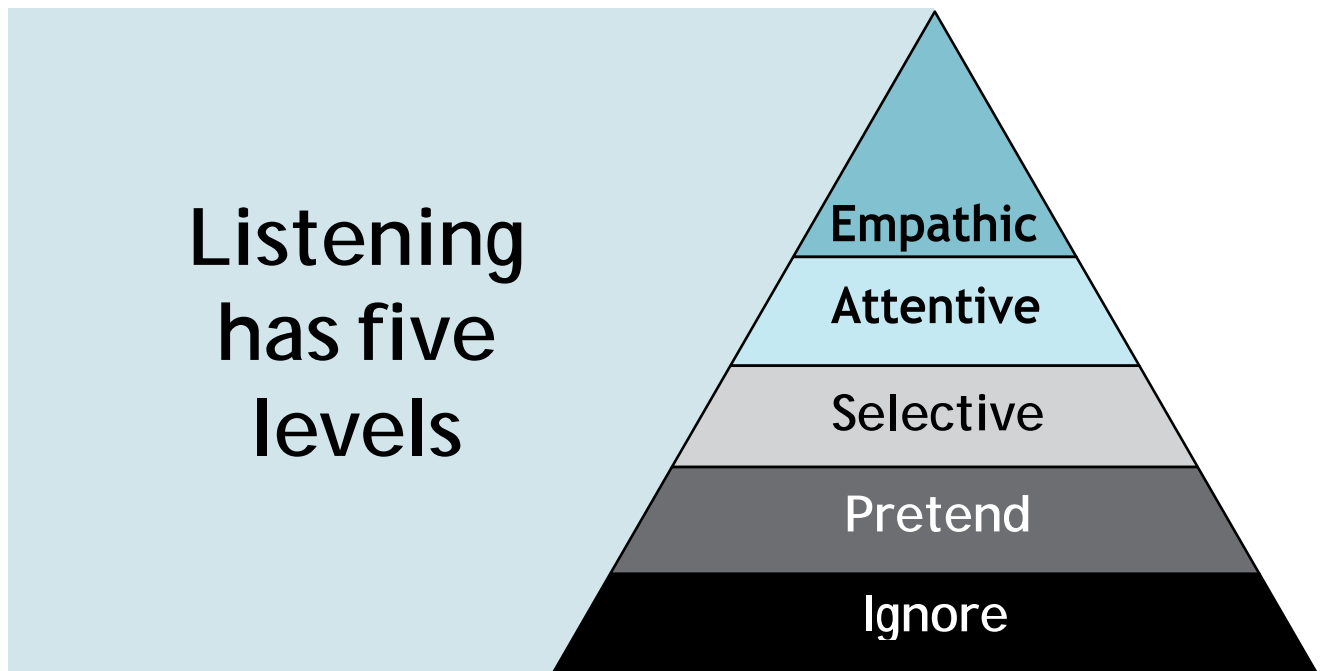 Listening
has five
levels
Empathic
Attentive
Selective
Pretend
Ignore